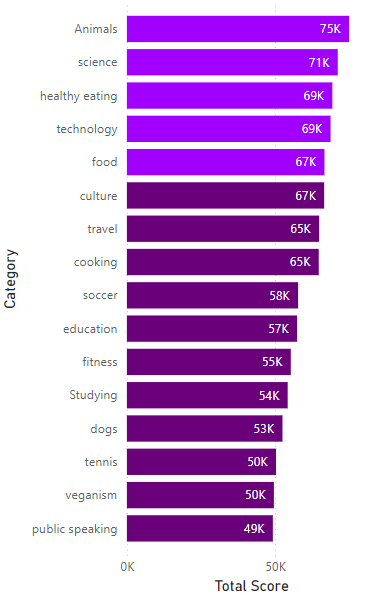 Category
Animals 75K
science 71K
healthy eating 69K
technology 69K
food 67K
culture 67K
travel 65K
cooking 65K
soccer 58K
education 57K
fitness 55K
Studying 54K
dogs 53K
tennis 50K
veganism 50K
public speaking 49K
0K 50K
Total Score